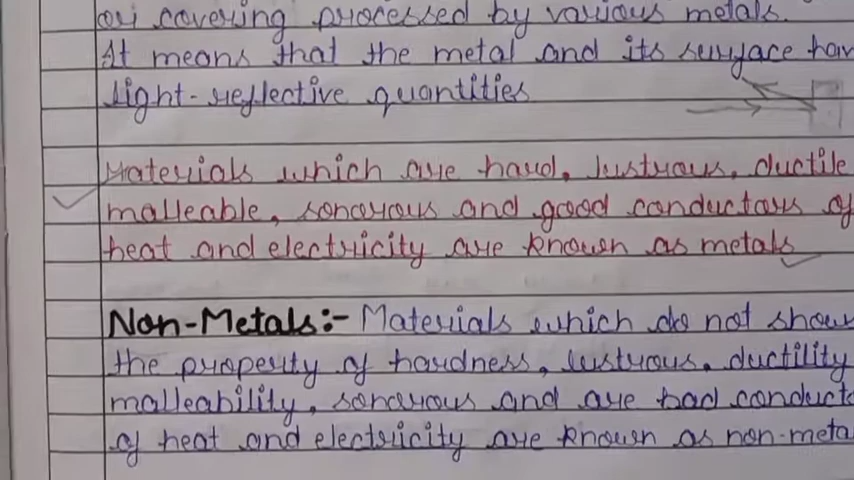 or covering processed by various metals.
It means that the metal and its surface hav
light-reflective quantities
Materials which are hard, lustrous, ductile
malleable, sonorous and good conductors of
heat and electricity are known as metals
Non-Metals:- Materials which do not show
the property of hardness, lustrous, ductility
malleability, sonorous and are bad conduct
of heat and electricity are known as non-meta